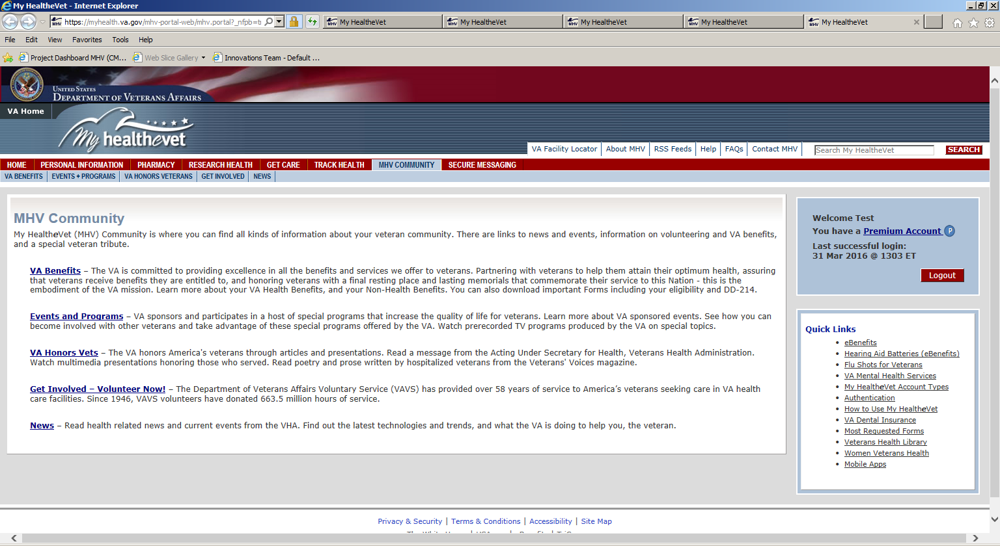 My HealtheVet - Internet Explorer
https://myhealth.va.gov/mhv-portal-web/mhv.portal?_nfpb=t
MHV My HealtheVet
MHV My HealtheVet
MHV My HealtheVet
MHV My HealtheVet
MHV My HealtheVet
File Edit View Favorites Tools Help
Project Dashboard MHV (CM... Web Slice Gallery Innovations Team - Default ...
UNITED STATES
DEPARTMENT OF VETERANS AFFAIRS
VA Home
My healthevet
VA Facility Locator About MHV RSS Feeds Help FAQs Contact MHV Search My HealtheVet SEARCH
HOME PERSONAL INFORMATION PHARMACY RESEARCH HEALTH GET CARE TRACK HEALTH MHV COMMUNITY SECURE MESSAGING
VA BENEFITS EVENTS + PROGRAMS VA HONORS VETERANS GET INVOLVED NEWS
MHV Community
My HealtheVet (MHV) Community is where you can find all kinds of information about your veteran community. There are links to news and events, information on volunteering and VA benefits,
and a special veteran tribute.
VA Benefits – The VA is committed to providing excellence in all the benefits and services we offer to veterans. Partnering with veterans to help them attain their optimum health, assuring
that veterans receive benefits they are entitled to, and honoring veterans with a final resting place and lasting memorials that commemorate their service to this Nation - this is the
embodiment of the VA mission. Learn more about your VA Health Benefits, and your Non-Health Benefits. You can also download important Forms including your eligibility and DD-214.
Events and Programs – VA sponsors and participates in a host of special programs that increase the quality of life for veterans. Learn more about VA sponsored events. See how you can
become involved with other veterans and take advantage of these special programs offered by the VA. Watch prerecorded TV programs produced by the VA on special topics.
VA Honors Vets – The VA honors America's veterans through articles and presentations. Read a message from the Acting Under Secretary for Health, Veterans Health Administration.
Watch multimedia presentations honoring those who served. Read poetry and prose written by hospitalized veterans from the Veterans' Voices magazine.
Get Involved – Volunteer Now! – The Department of Veterans Affairs Voluntary Service (VAVS) has provided over 58 years of service to America’s veterans seeking care in VA health
care facilities. Since 1946, VAVS volunteers have donated 663.5 million hours of service.
News – Read health related news and current events from the VHA. Find out the latest technologies and trends, and what the VA is doing to help you, the veteran.
Welcome Test
You have a Premium Account P
Last successful login:
31 Mar 2016 @ 1303 ET
Logout
Quick Links
• eBenefits
• Hearing Aid Batteries (eBenefits)
• Flu Shots for Veterans
• VA Mental Health Services
• My HealtheVet Account Types
• Authentication
• How to Use My HealtheVet
• VA Dental Insurance
• Most Requested Forms
• Veterans Health Library
• Women Veterans Health
• Mobile Apps
Privacy & Security | Terms & Conditions | Accessibility | Site Map